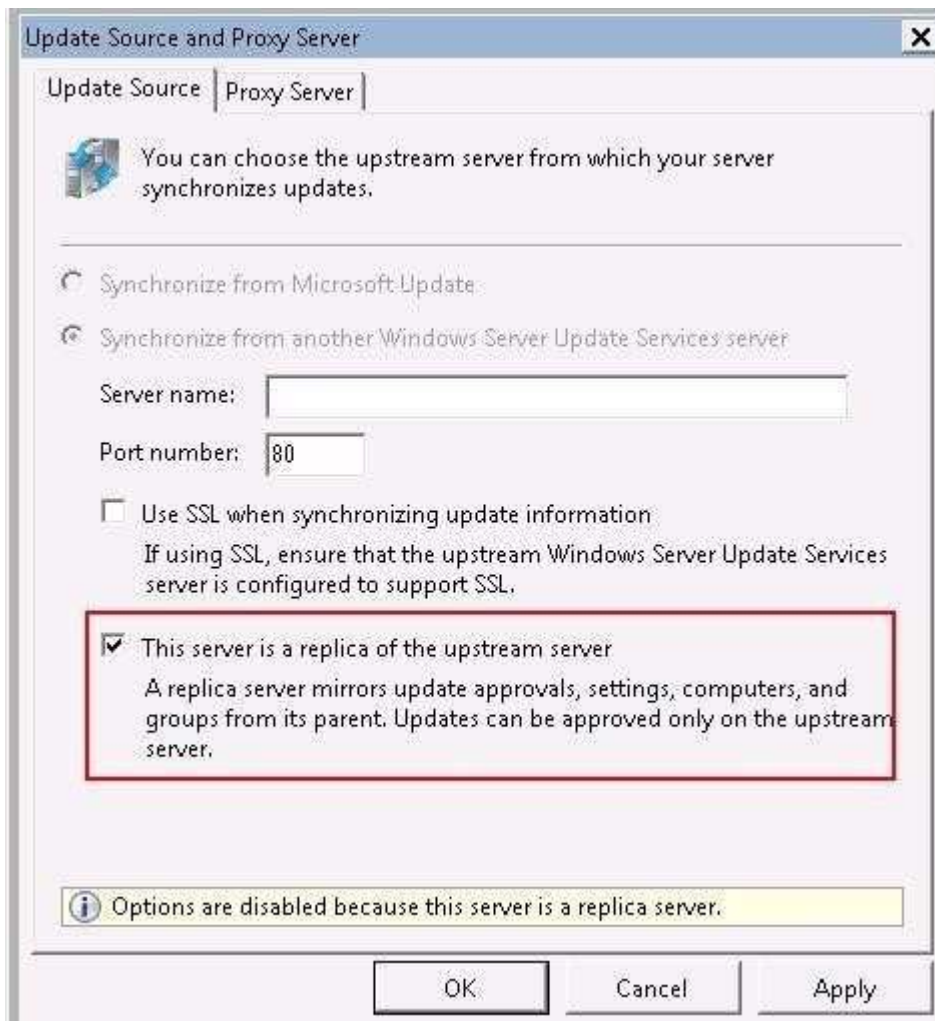 Update Source and Proxy Server
Update Source
Proxy Server
You can choose the upstream server from which your server
synchronizes updates.
Synchronize from Microsoft Update
Synchronize from another Windows Server Update Services server
Server name:
Port number: 80
Use SSL when synchronizing update information
If using SSL, ensure that the upstream Windows Server Update Services
server is configured to support SSL.
This server is a replica of the upstream server
A replica server mirrors update approvals, settings, computers, and
groups from its parent. Updates can be approved only on the upstream
server.
Options are disabled because this server is a replica server.
OK Cancel Apply